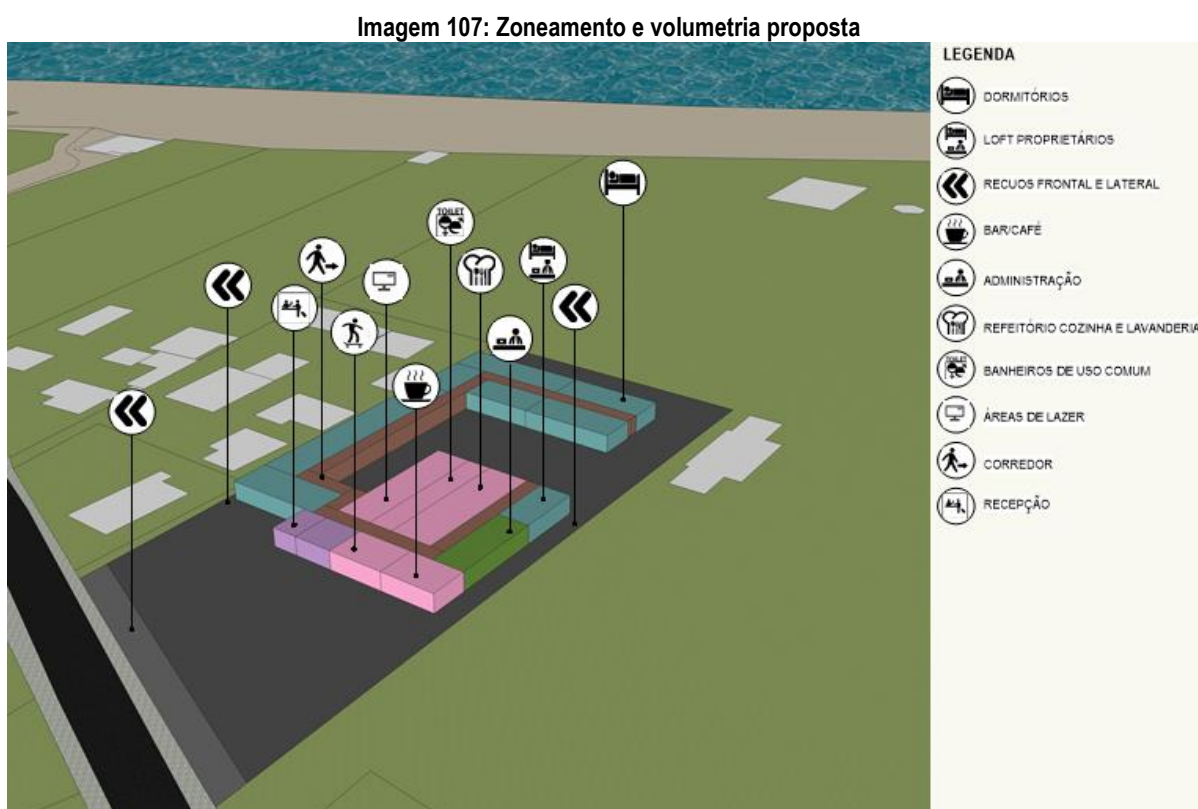 Imagem 107: Zoneamento e volumetria proposta
LEGENDA
DORMITÓRIOS
LOFT PROPRIETÁRIOS
RECUOS FRONTAL E LATERAL
BAR/CAFÉ
ADMINISTRAÇÃO
REFEITÓRIO COZINHA E LAVANDERIA
TOILET
BANHEIROS DE USO COMUM
ÁREAS DE LAZER
CORREDOR
RECEPÇÃO
TOILET